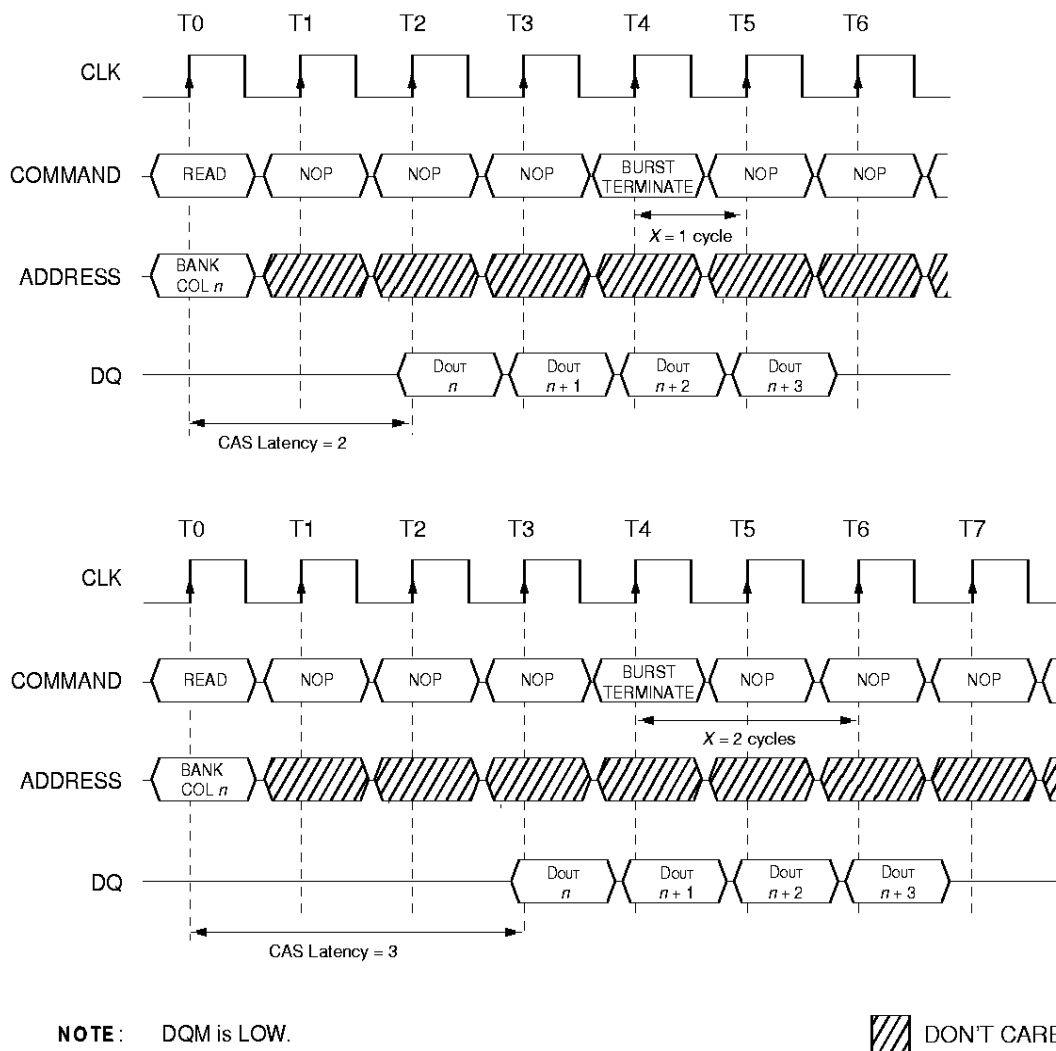 T0 T1 T2 T3 T4 T5 T6
CLK
COMMAND READ NOP NOP NOP BURST TERMINATE NOP NOP
X = 1 cycle
ADDRESS BANK COL n
DQ DOUT n DOUT n + 1 DOUT n + 2 DOUT n + 3
CAS Latency = 2
T0 T1 T2 T3 T4 T5 T6 T7
CLK
COMMAND READ NOP NOP NOP BURST TERMINATE NOP NOP NOP
X = 2 cycles
ADDRESS BANK COL n
DQ DOUT n DOUT n + 1 DOUT n + 2 DOUT n + 3
CAS Latency = 3
NOTE: DQM is LOW. DON'T CARE